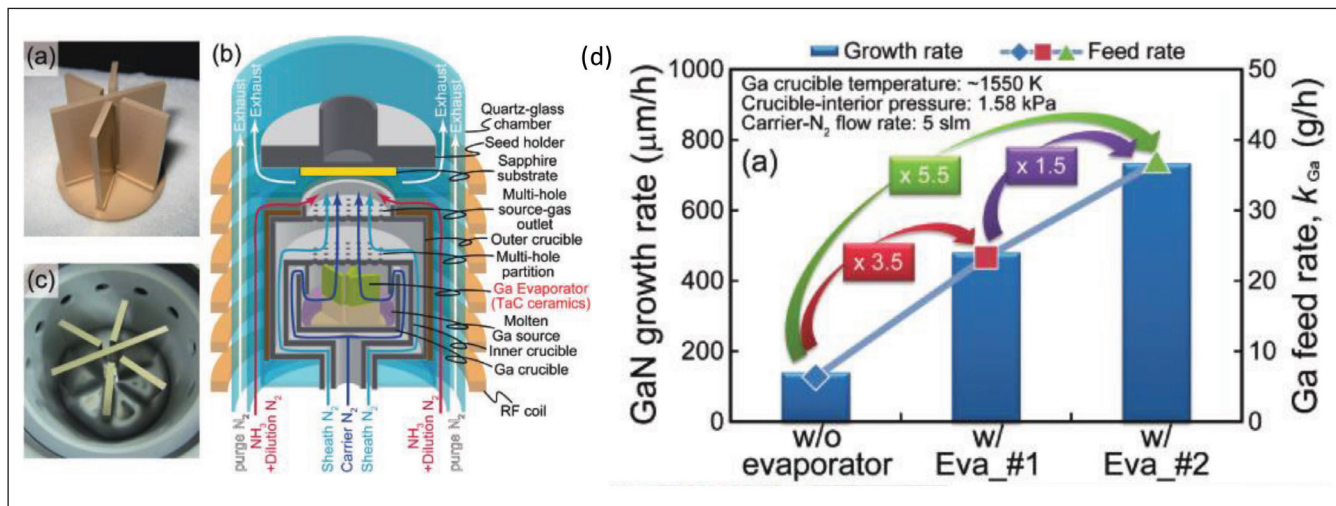 (a)
(b)
Exhaust
Exhaust
Exhaust
Exhaust
Quartz-glass
chamber
Seed holder
Sapphire
substrate
Multi-hole
source-gas
outlet
Outer crucible
Multi-hole
partition
Ga Evaporator
(TaC ceramics)
Molten
Ga source
Inner crucible
Ga crucible
RF coil
purge N2
NH3
+Dilution N2
Sheath N2
Carrier N2
Sheath N2
NH3
+Dilution N2
purge N2
(c)
(d)
Growth rate
Feed rate
GaN growth rate (μm/h)
1000
800
600
400
200
0
Ga crucible temperature: ~1550 K
Crucible-interior pressure: 1.58 kPa
Carrier-N2 flow rate: 5 slm
(a)
x 5.5
x 1.5
x 3.5
50
40
30
20
10
0
Ga feed rate, kGa (g/h)
w/o
evaporator
w/
Eva_#1
w/
Eva_#2